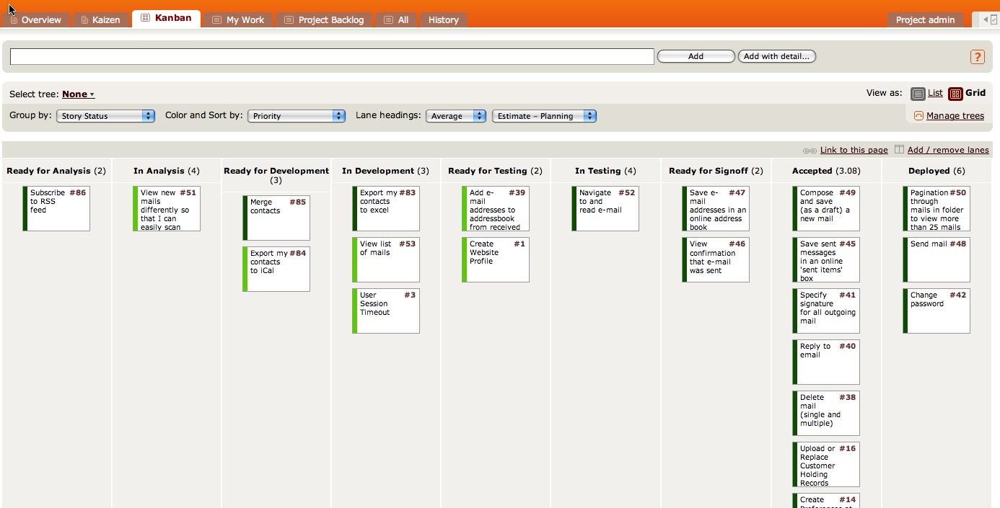 Overview Kaizen Kanban My Work Project Backlog All History Project admin
Add Add with detail... ?
Select tree: None View as: List Grid
Group by: Story Status Color and Sort by: Priority Lane headings: Average Estimate – Planning Manage trees
Link to this page Add / remove lanes
Ready for Analysis (2)
Subscribe #86
to RSS
feed
In Analysis (4)
View new #51
mails
differently so
that I can
easily scan
Ready for Development
(3)
Merge #85
contacts
Export my #84
contacts
to iCal
In Development (3)
Export my #83
contacts
to excel
View list #53
of mails
User #3
Session
Timeout
Ready for Testing (2)
Add e- #39
mail
addresses to
addressbook
from received
Create #1
Website
Profile
In Testing (4)
Navigate #52
to and
read e-mail
Ready for Signoff (2)
Save e- #47
mail
addresses in an
online address
book
View #46
confirmation
that e-mail
was sent
Accepted (3.08)
Compose #49
and save
(as a draft) a
new mail
Save sent #45
messages
in an online
'sent items'
box
Specify #41
signature
for all outgoing
mail
Reply to #40
email
Delete #38
mail
(single and
multiple)
Upload or #16
Replace
Customer
Holding
Records
Create #14
Deployed (6)
Pagination #50
through
mails in folder
to view more
than 25 mails
Send mail #48
Change #42
password